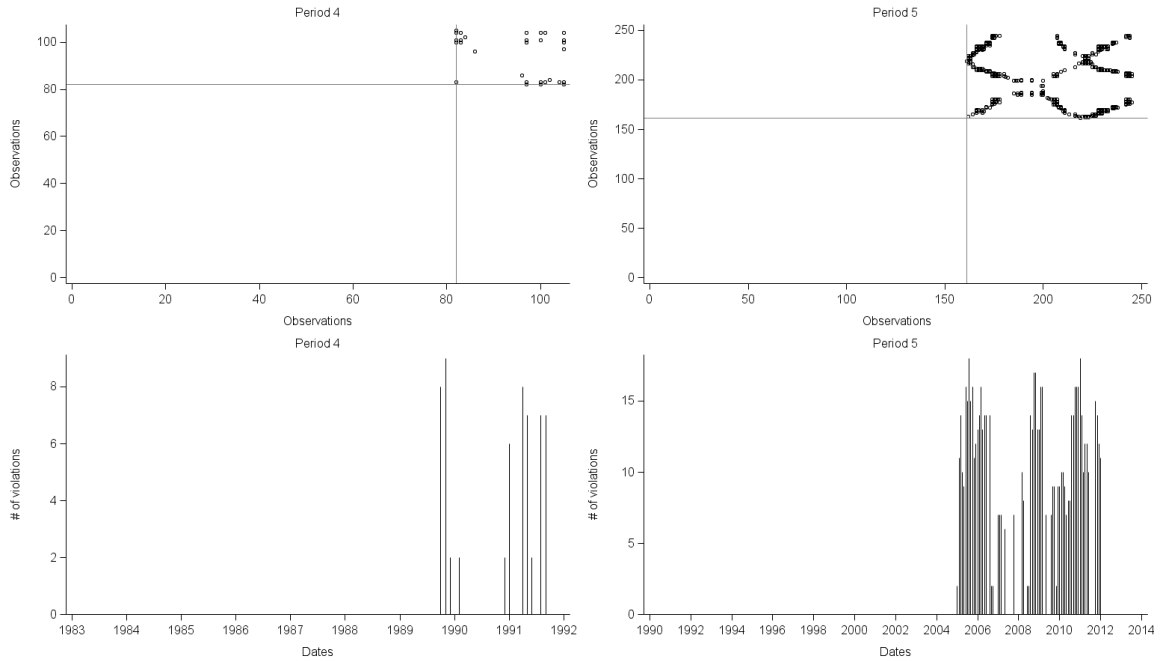 Period 4
Observations
100
80
60
40
20
0
0 20 40 60 80 100
Observations
Period 5
Observations
250
200
150
100
50
0
0 50 100 150 200 250
Observations
Period 4
# of violations
8
6
4
2
0
1983 1984 1985 1986 1987 1988 1989 1990 1991 1992
Dates
Period 5
# of violations
15
10
5
0
1990 1992 1994 1996 1998 2000 2002 2004 2006 2008 2010 2012 2014
Dates